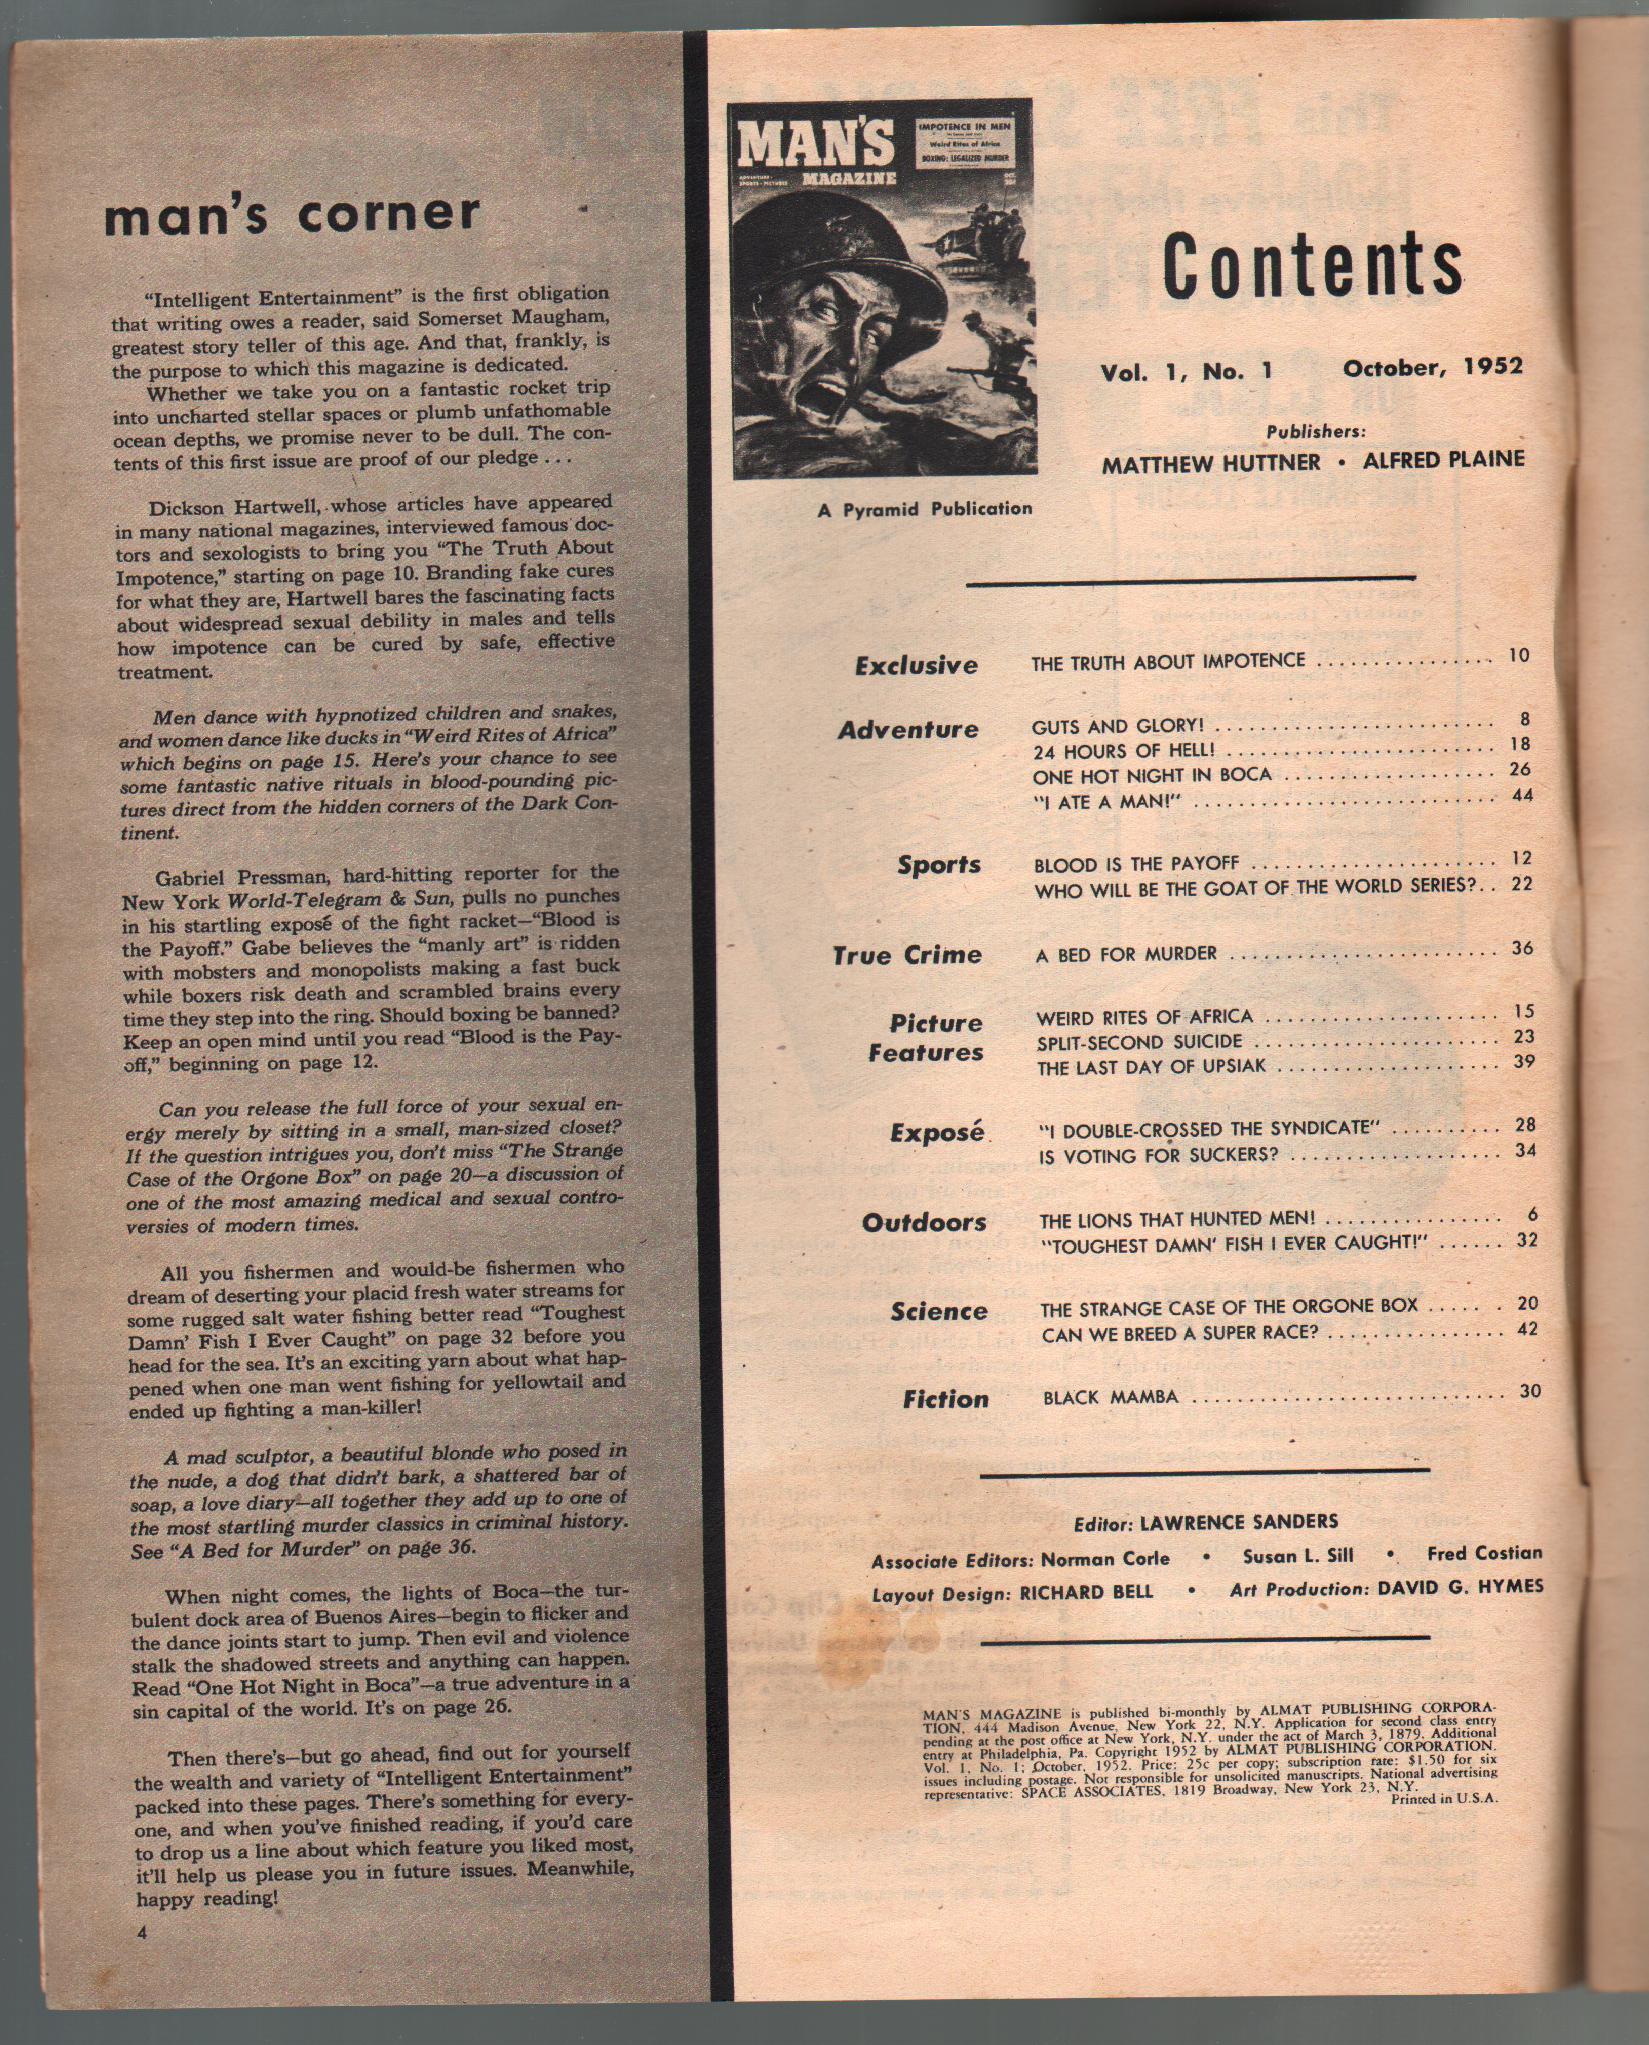 man's corner
"Intelligent Entertainment" is the first obligation
that writing owes a reader, said Somerset Maugham,
greatest story teller of this age. And that, frankly, is
the purpose to which this magazine is dedicated.
Whether we take you on a fantastic rocket trip
into uncharted stellar spaces or plumb unfathomable
ocean depths, we promise never to be dull. The con-
tents of this first issue are proof of our pledge . . .
Dickson Hartwell, whose articles have appeared
in many national magazines, interviewed famous doc-
tors and sexologists to bring you "The Truth About
Impotence," starting on page 10. Branding fake cures
for what they are, Hartwell bares the fascinating facts
about widespread sexual debility in males and tells
how impotence can be cured by safe, effective
treatment.
Men dance with hypnotized children and snakes,
and women dance like ducks in "Weird Rites of Africa"
which begins on page 15. Here's your chance to see
some fantastic native rituals in blood-pounding pic-
tures direct from the hidden corners of the Dark Con-
tinent.
Gabriel Pressman, hard-hitting reporter for the
New York World-Telegram & Sun, pulls no punches
in his startling exposé of the fight racket—"Blood is
the Payoff." Gabe believes the "manly art" is ridden
with mobsters and monopolists making a fast buck
while boxers risk death and scrambled brains every
time they step into the ring. Should boxing be banned?
Keep an open mind until you read "Blood is the Pay-
off," beginning on page 12.
Can you release the full force of your sexual en-
ergy merely by sitting in a small, man-sized closet?
If the question intrigues you, don't miss "The Strange
Case of the Orgone Box" on page 20—a discussion of
one of the most amazing medical and sexual contro-
versies of modern times.
All you fishermen and would-be fishermen who
dream of deserting your placid fresh water streams for
some rugged salt water fishing better read "Toughest
Damn' Fish I Ever Caught" on page 32 before you
head for the sea. It's an exciting yarn about what hap-
pened when one man went fishing for yellowtail and
ended up fighting a man-killer!
A mad sculptor, a beautiful blonde who posed in
the nude, a dog that didn't bark, a shattered bar of
soap, a love diary—all together they add up to one of
the most startling murder classics in criminal history.
See "A Bed for Murder" on page 36.
When night comes, the lights of Boca—the tur-
bulent dock area of Buenos Aires—begin to flicker and
the dance joints start to jump. Then evil and violence
stalk the shadowed streets and anything can happen.
Read "One Hot Night in Boca"—a true adventure in a
sin capital of the world. It's on page 26.
Then there's—but go ahead, find out for yourself
the wealth and variety of "Intelligent Entertainment"
packed into these pages. There's something for every-
one, and when you've finished reading, if you'd care
to drop us a line about which feature you liked most,
it'll help us please you in future issues. Meanwhile,
happy reading!
4
MAN'S
MAGAZINE
ADVENTURE •
SPORTS • PICTURES
IMPOTENCE IN MEN
Weird Rites of Africa
BOXING: LEGALIZED MURDER
OCT.
25¢
A Pyramid Publication
Contents
Vol. 1, No. 1 October, 1952
Publishers:
MATTHEW HUTTNER • ALFRED PLAINE
Exclusive THE TRUTH ABOUT IMPOTENCE . . . . . . . . . . . . . . . . 10
Adventure GUTS AND GLORY! . . . . . . . . . . . . . . . . . . . . . . . . . 8
24 HOURS OF HELL! . . . . . . . . . . . . . . . . . . . . . . . . 18
ONE HOT NIGHT IN BOCA . . . . . . . . . . . . . . . . . . . 26
"I ATE A MAN!" . . . . . . . . . . . . . . . . . . . . . . . . . . . 44
Sports BLOOD IS THE PAYOFF . . . . . . . . . . . . . . . . . . . . . . 12
WHO WILL BE THE GOAT OF THE WORLD SERIES? . . 22
True Crime A BED FOR MURDER . . . . . . . . . . . . . . . . . . . . . . . . 36
Picture Features WEIRD RITES OF AFRICA . . . . . . . . . . . . . . . . . . . . . 15
SPLIT-SECOND SUICIDE . . . . . . . . . . . . . . . . . . . . . . 23
THE LAST DAY OF UPSIAK . . . . . . . . . . . . . . . . . . . . 39
Exposé "I DOUBLE-CROSSED THE SYNDICATE" . . . . . . . . . . 28
IS VOTING FOR SUCKERS? . . . . . . . . . . . . . . . . . . . 34
Outdoors THE LIONS THAT HUNTED MEN! . . . . . . . . . . . . . . . . 6
"TOUGHEST DAMN' FISH I EVER CAUGHT!" . . . . . . 32
Science THE STRANGE CASE OF THE ORGONE BOX . . . . . . . 20
CAN WE BREED A SUPER RACE? . . . . . . . . . . . . . . . . 42
Fiction BLACK MAMBA . . . . . . . . . . . . . . . . . . . . . . . . . . . . 30
Editor: LAWRENCE SANDERS
Associate Editors: Norman Corle • Susan L. Sill • Fred Costian
Layout Design: RICHARD BELL • Art Production: DAVID G. HYMES
MAN'S MAGAZINE is published bi-monthly by ALMAT PUBLISHING CORPORA-
TION, 444 Madison Avenue, New York 22, N.Y. Application for second class entry
pending at the post office at New York, N.Y. under the act of March 3, 1879. Additional
entry at Philadelphia, Pa. Copyright 1952 by ALMAT PUBLISHING CORPORATION.
Vol. 1, No. 1; October, 1952. Price: 25c per copy; subscription rate: $1.50 for six
issues including postage. Not responsible for unsolicited manuscripts. National advertising
representative: SPACE ASSOCIATES, 1819 Broadway, New York 23, N.Y.
Printed in U.S.A.